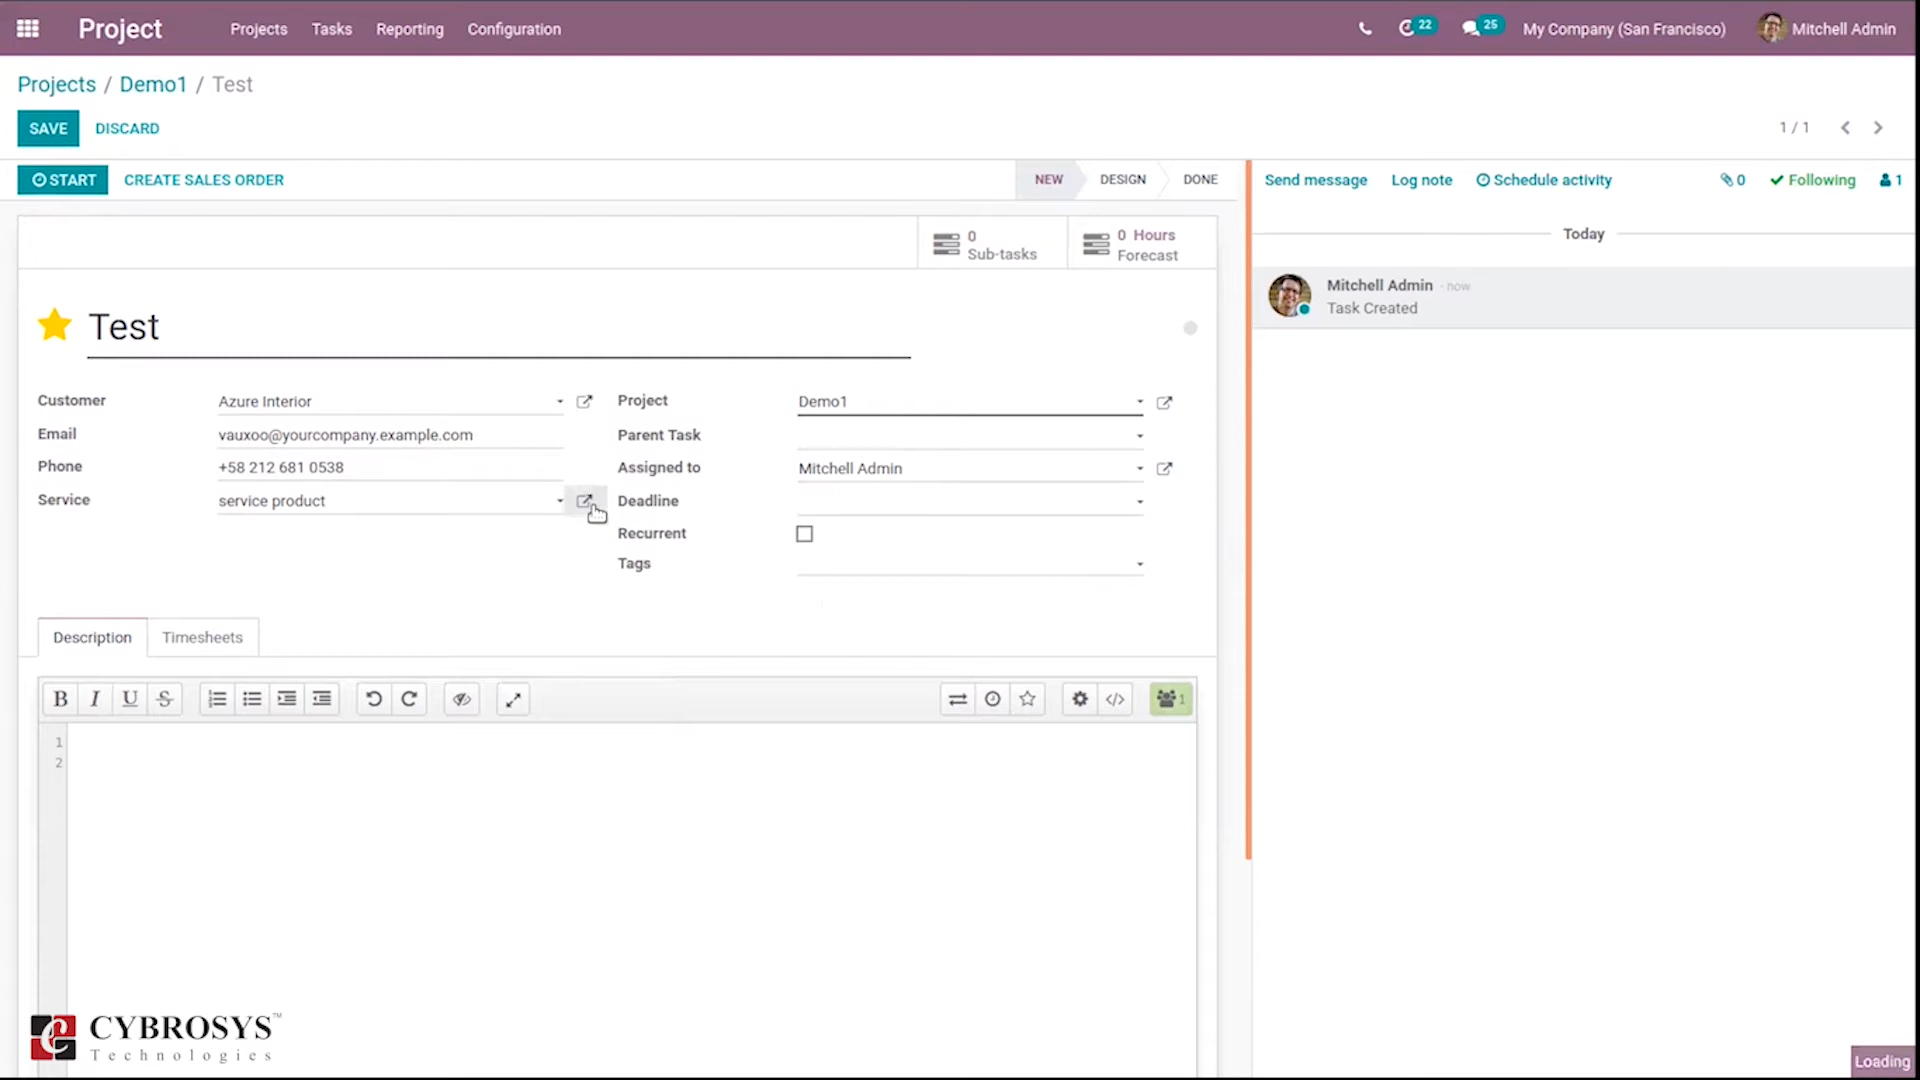 Project Projects Tasks Reporting Configuration 22 25 My Company (San Francisco) Mitchell Admin
Projects / Demo1 / Test
SAVE DISCARD 1 / 1
START CREATE SALES ORDER NEW DESIGN DONE Send message Log note Schedule activity 0 Following 1
0 Sub-tasks
0 Hours Forecast
Today
Mitchell Admin - now
Task Created
Test
Customer Azure Interior Project Demo1
Email vauxoo@yourcompany.example.com Parent Task
Phone +58 212 681 0538 Assigned to Mitchell Admin
Service service product Deadline
Recurrent
Tags
Description Timesheets
B I U S 1
1
2
CYBROSYS™
Technologies
Loading